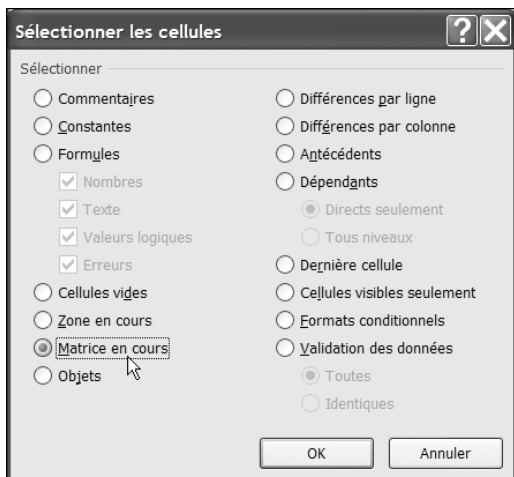 Sélectionner les cellules
Sélectionner
Commentaires
Constantes
Formules
Nombres
Texte
Valeurs logiques
Erreurs
Cellules vides
Zone en cours
Matrice en cours
Objets
Différences par ligne
Différences par colonne
Antécédents
Dépendants
Directs seulement
Tous niveaux
Dernière cellule
Cellules visibles seulement
Formats conditionnels
Validation des données
Toutes
Identiques
OK
Annuler